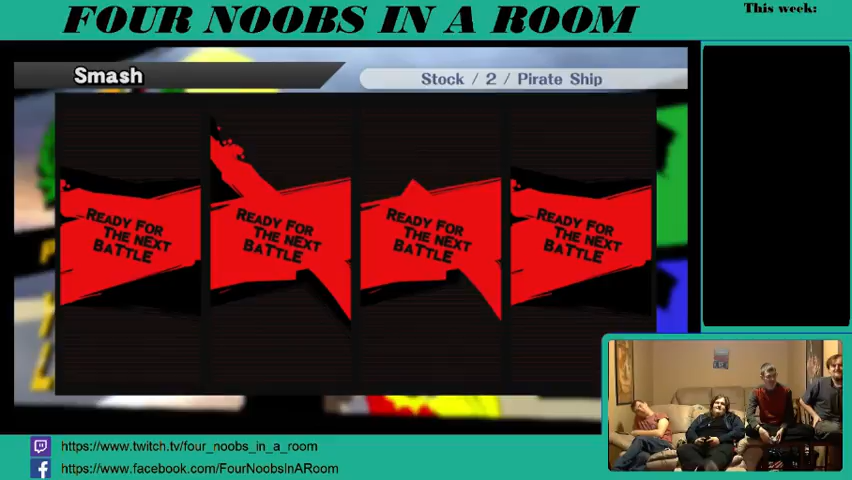 FOUR NOOBS IN A ROOM
This week:
Smash
Stock / 2 / Pirate Ship
READY FOR
THE NEXT
BATTLE
READY FOR
THE NEXT
BATTLE
READY FOR
THE NEXT
BATTLE
READY FOR
THE NEXT
BATTLE
https://www.twitch.tv/four_noobs_in_a_room
https://www.facebook.com/FourNoobsInARoom